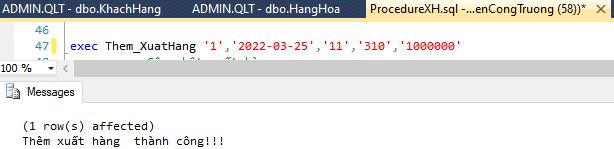 ADMIN.QLT - dbo.KhachHang ADMIN.QLT - dbo.HangHoa ProcedureXH.sql -...enCongTruong (58))*
46
47 exec Them_XuatHang '1','2022-03-25','11','310','1000000'
100 %
Messages
(1 row(s) affected)
Thêm xuất hàng  thành công!!!